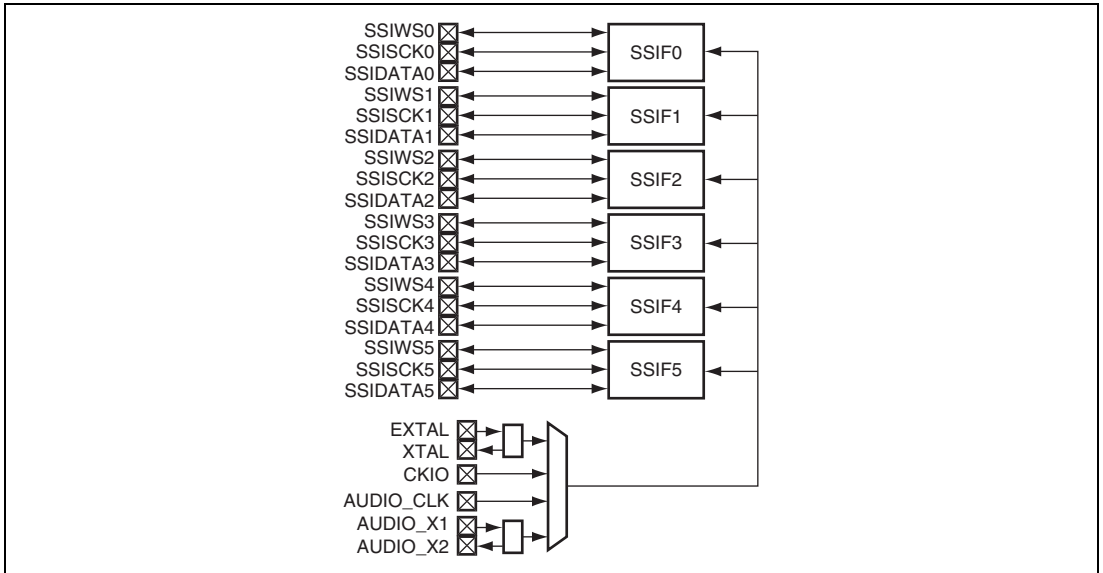 SSIWS0
SSISCK0
SSIDATA0
SSIF0
SSIWS1
SSISCK1
SSIDATA1
SSIF1
SSIWS2
SSISCK2
SSIDATA2
SSIF2
SSIWS3
SSISCK3
SSIDATA3
SSIF3
SSIWS4
SSISCK4
SSIDATA4
SSIF4
SSIWS5
SSISCK5
SSIDATA5
SSIF5
EXTAL
XTAL
CKIO
AUDIO_CLK
AUDIO_X1
AUDIO_X2